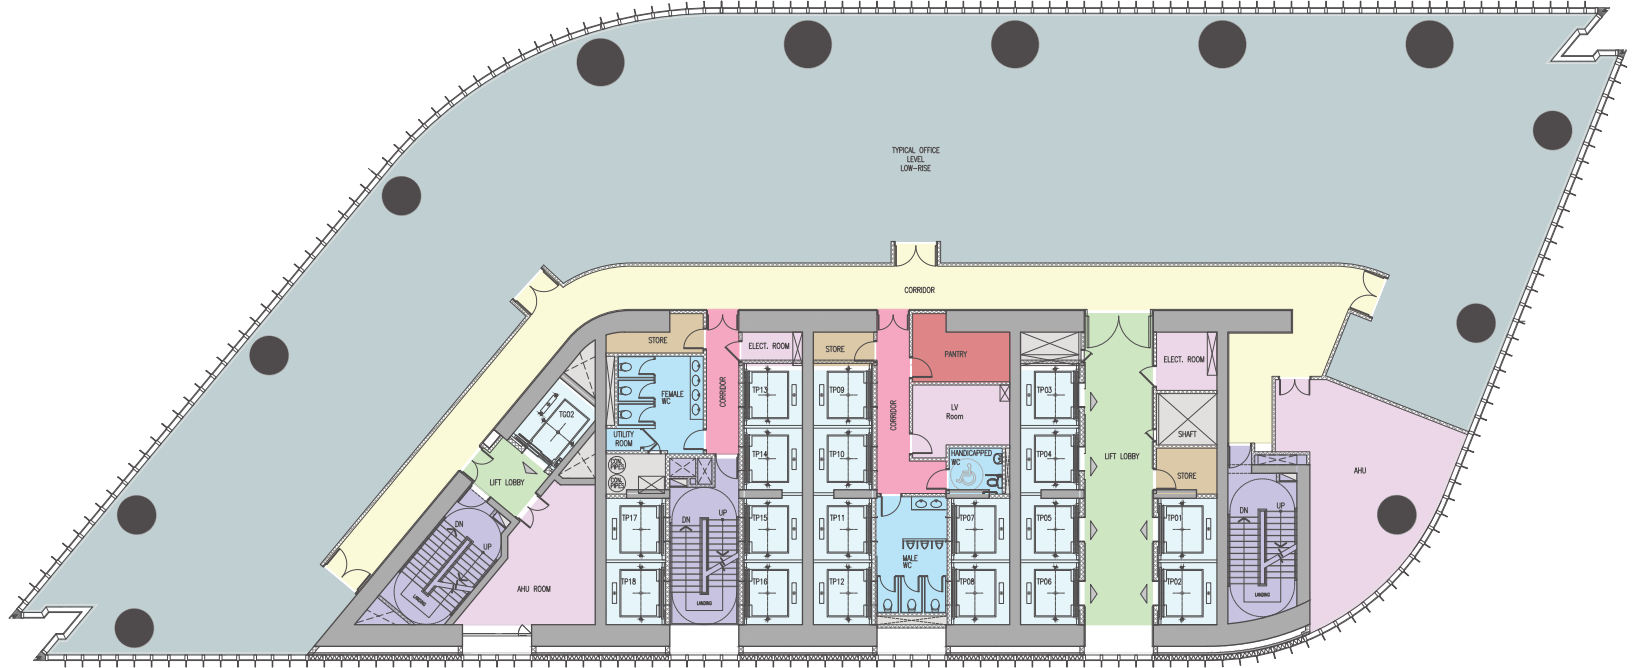 TYPICAL OFFICE
LEVEL
LOW-RISE
CORRIDOR
STORE
ELECT. ROOM
STORE
PANTRY
ELECT. ROOM
TP13
TP09
TP03
FEMALE
WC
CORRIDOR
CORRIDOR
LV
Room
TG02
UTILITY
ROOM
SHAFT
TP14
TP10
HANDICAPPED
WC
TP04
LIFT LOBBY
AHU
STORE
LIFT LOBBY
DN
UP
TP17
DN
UP
TP15
TP11
TP07
TP05
TP01
DN
UP
MALE
WC
TP18
TP16
TP12
TP08
TP06
TP02
AHU ROOM
LANDING
LANDING
LANDING